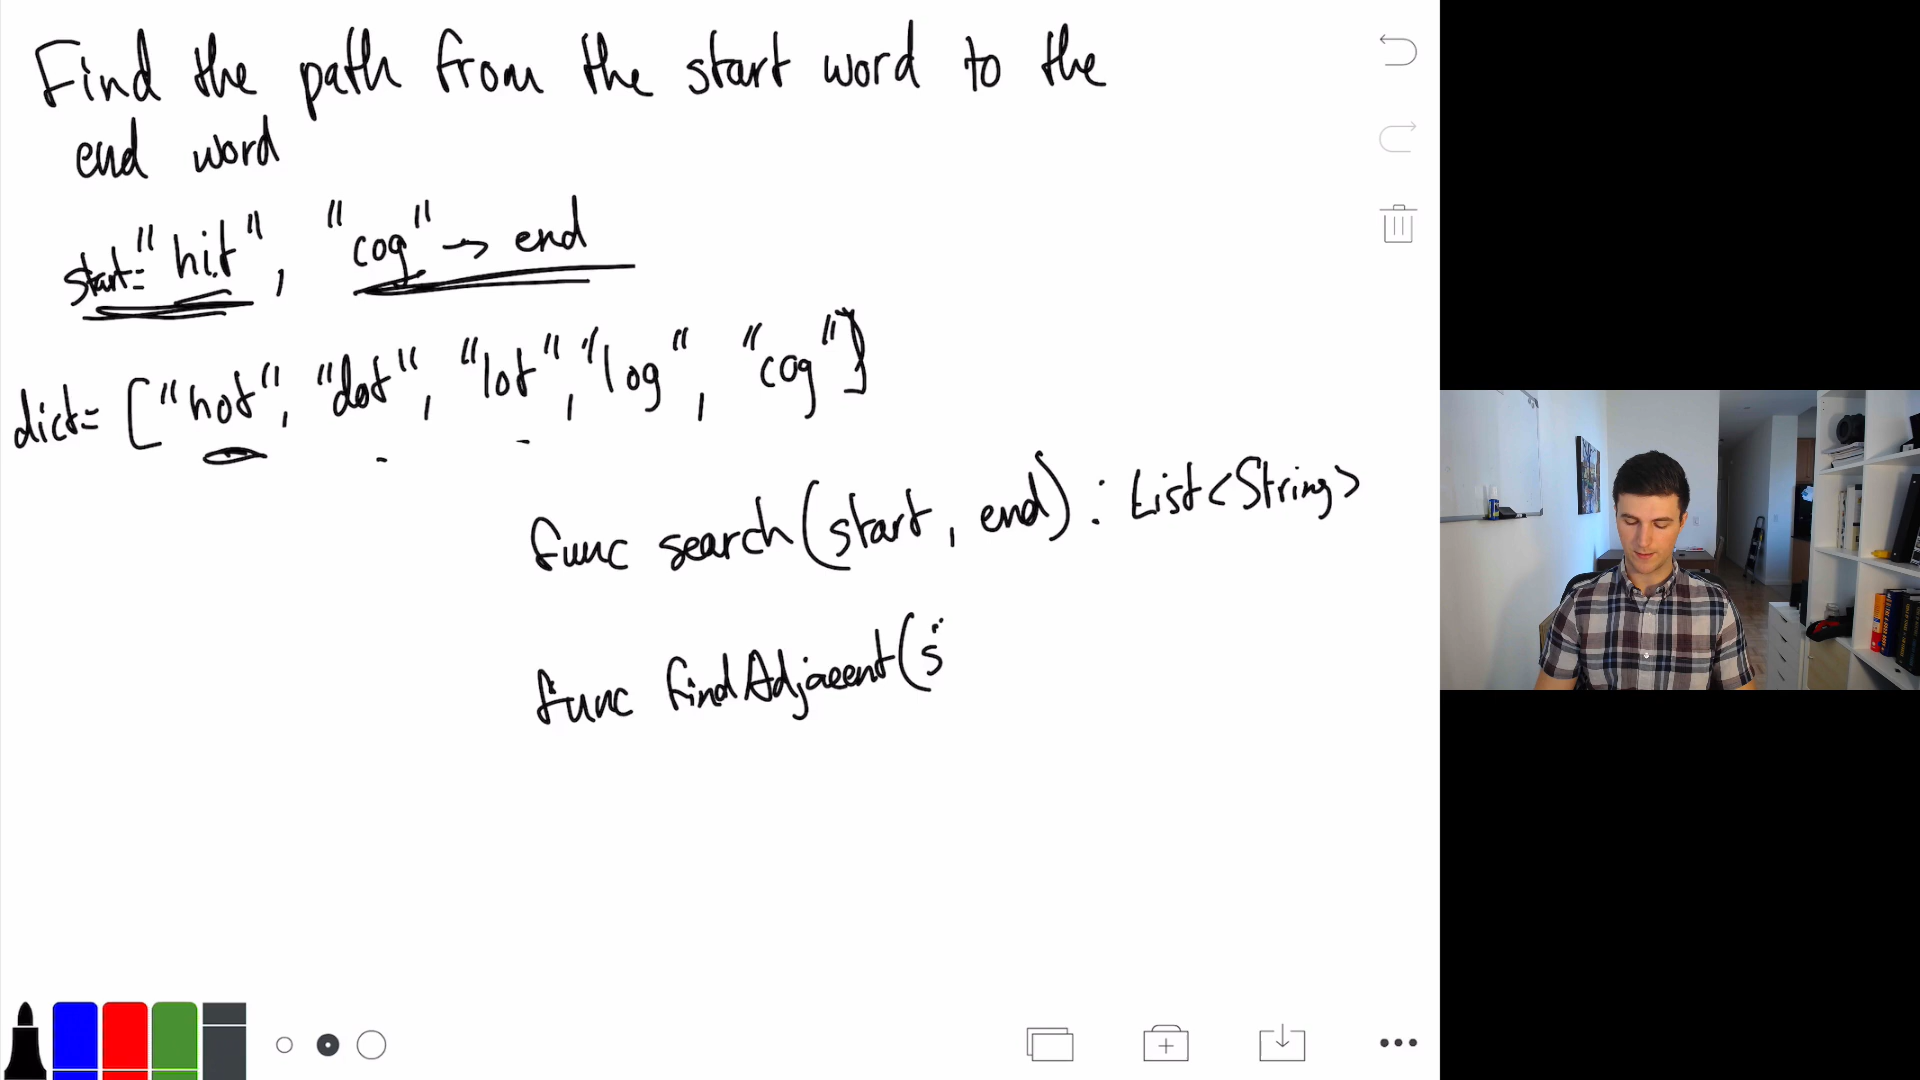 Find the path from the start word to the
end word
start="hit", "cog" → end
dict= ["hot", "dot", "lot", "log", "cog"]
func search(start, end) : List<String>
func findAdjacent(s